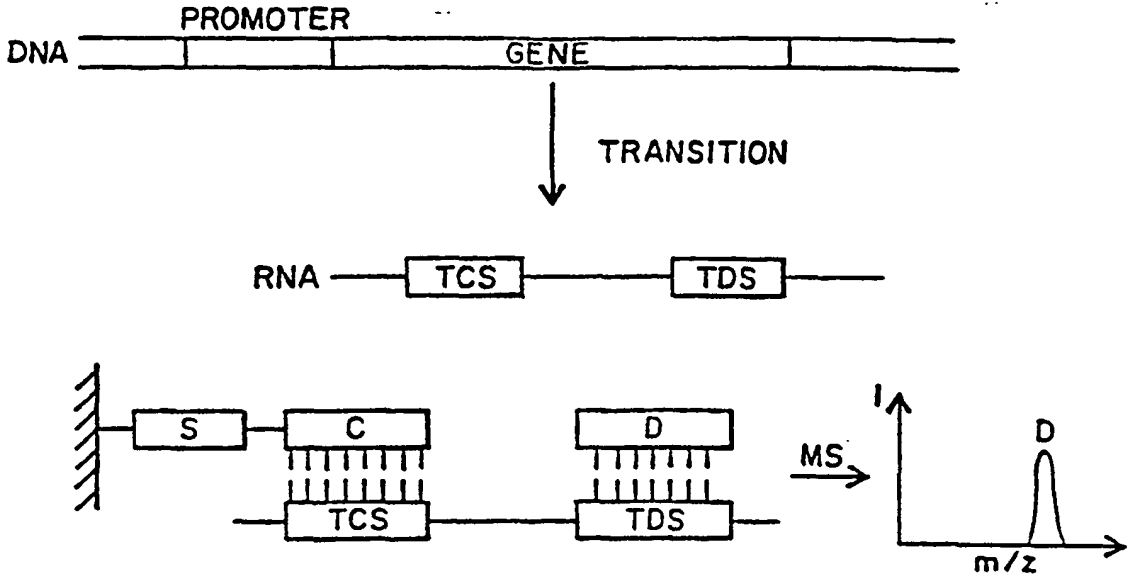 PROMOTER
DNA
GENE
TRANSITION
RNA
TCS
TDS
S
C
D
TCS
TDS
MS
I
D
m/z